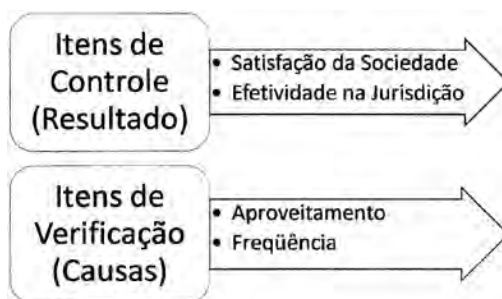 Itens de
Controle
(Resultado)
• Satisfação da Sociedade
• Efetividade na Jurisdição
Itens de
Verificação
(Causas)
• Aproveitamento
• Freqüência